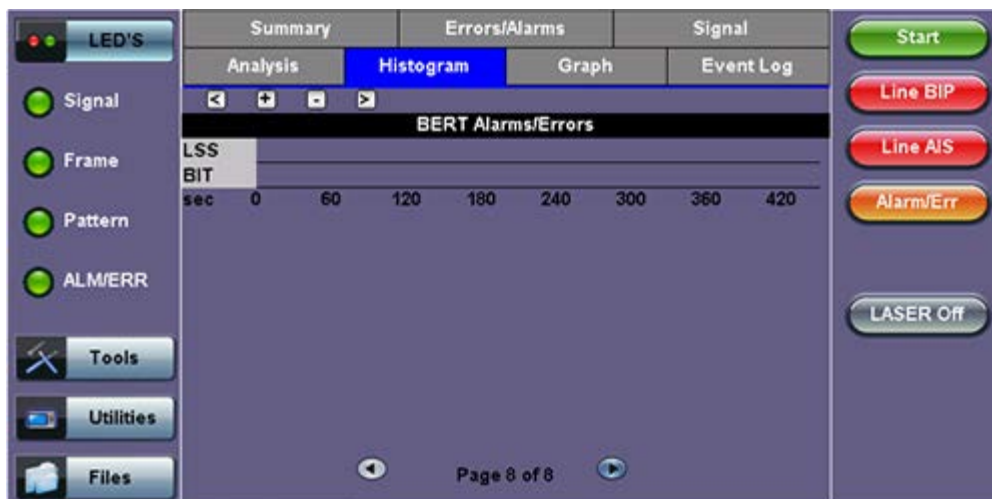 LED'S
Signal
Frame
Pattern
ALM/ERR
Tools
Utilities
Files
Summary Errors/Alarms Signal
Analysis Histogram Graph Event Log
< + - >
BERT Alarms/Errors
LSS
BIT
sec 0 60 120 180 240 300 360 420
Page 8 of 8
Start
Line BIP
Line AIS
Alarm/Err
LASER Off